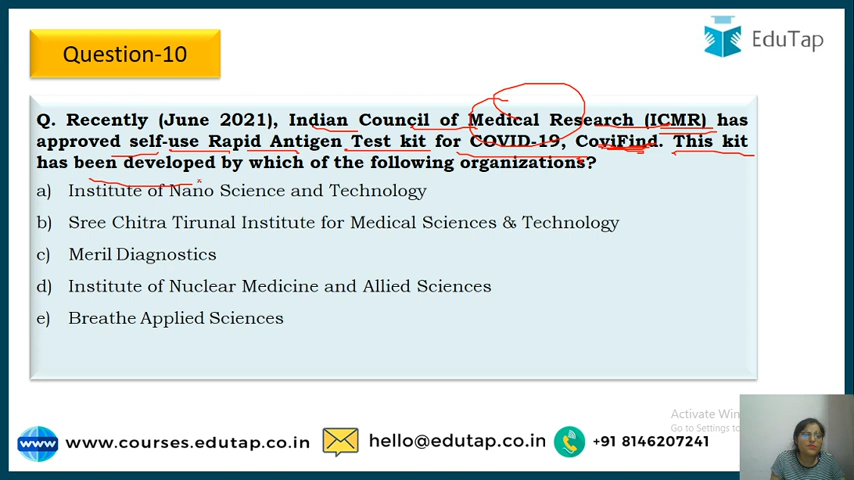 Question-10
EduTap
Q. Recently (June 2021), Indian Council of Medical Research (ICMR) has
approved self-use Rapid Antigen Test kit for COVID-19, CoviFind. This kit
has been developed by which of the following organizations?
a) Institute of Nano Science and Technology
b) Sree Chitra Tirunal Institute for Medical Sciences & Technology
c) Meril Diagnostics
d) Institute of Nuclear Medicine and Allied Sciences
e) Breathe Applied Sciences
Activate Win
Go to Settings to
www www.courses.edutap.co.in hello@edutap.co.in +91 8146207241